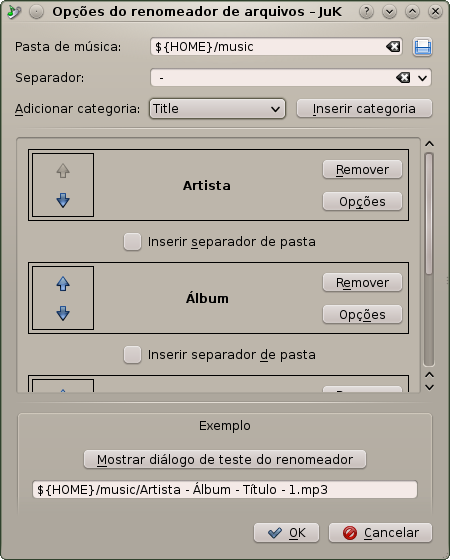 Opções do renomeador de arquivos – JuK
Pasta de música: ${HOME}/music
Separador: -
Adicionar categoria: Title Inserir categoria
Artista
Remover
Opções
Inserir separador de pasta
Álbum
Remover
Opções
Inserir separador de pasta
Exemplo
Mostrar diálogo de teste do renomeador
${HOME}/music/Artista - Álbum - Título - 1.mp3
OK Cancelar